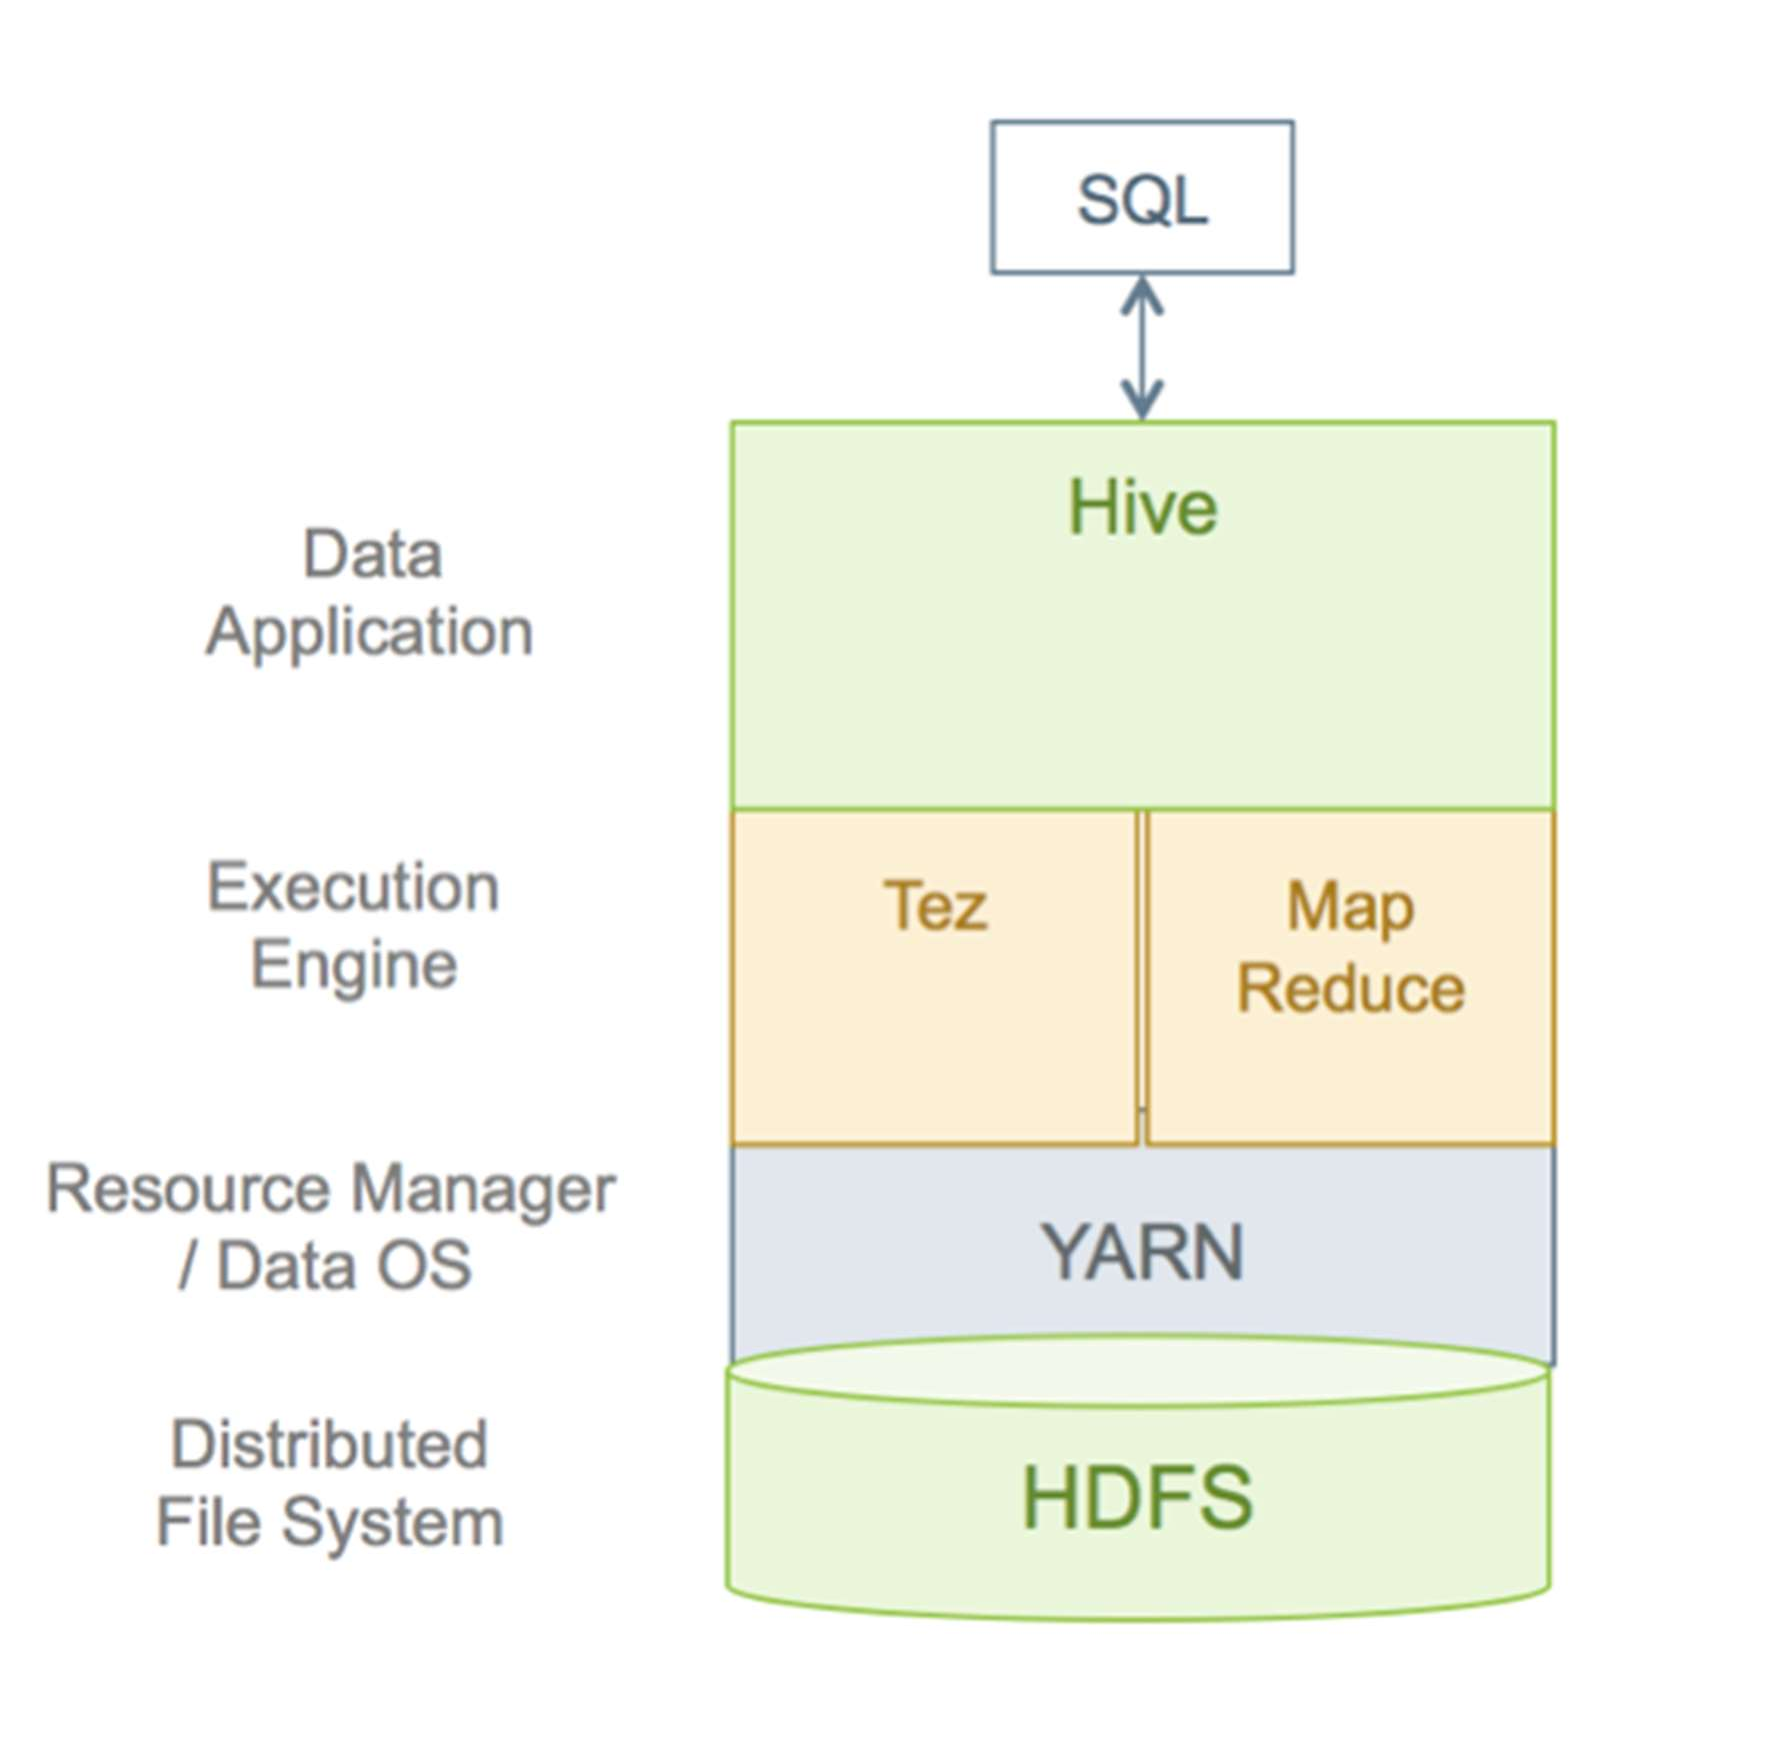 SQL
Hive
Data
Application
Execution
Engine
Tez
Map
Reduce
Resource Manager
/ Data OS
YARN
Distributed
File System
HDFS